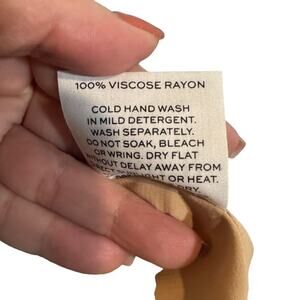 100% VISCOSE RAYON
COLD HAND WASH
IN MILD DETERGENT.
WASH SEPARATELY.
DO NOT SOAK, BLEACH
OR WRING. DRY FLAT
WITHOUT DELAY AWAY FROM
OR HEAT.
DRY.